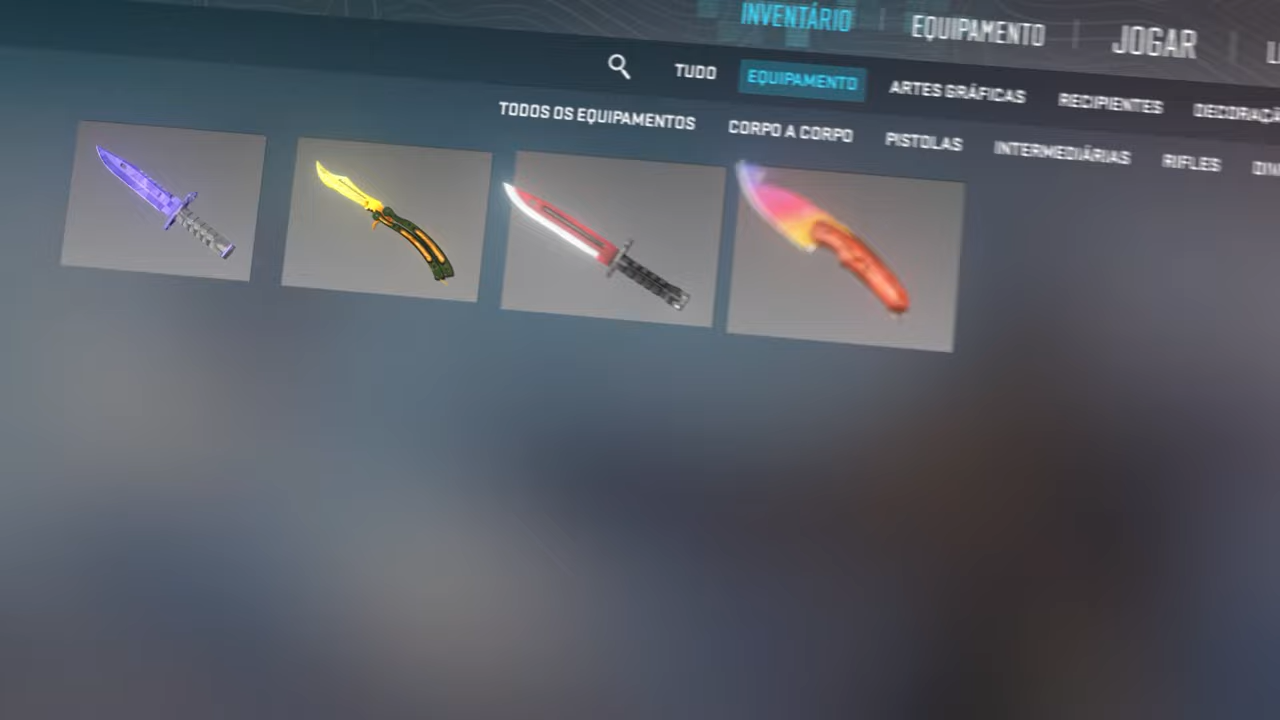 INVENTÁRIO EQUIPAMENTO JOGAR
TUDO EQUIPAMENTO ARTES GRÁFICAS RECIPIENTES
TODOS OS EQUIPAMENTOS CORPO A CORPO PISTOLAS INTERMEDIÁRIAS RIFLES